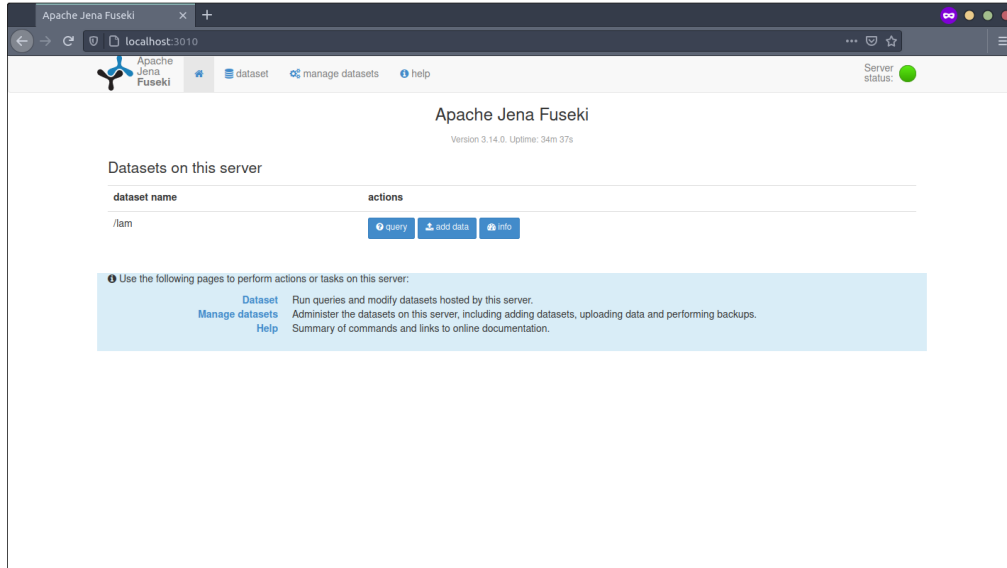 Apache Jena Fuseki
localhost:3010
Apache
Jena
Fuseki
dataset
manage datasets
help
Server
status:
Apache Jena Fuseki
Version 3.14.0. Uptime: 34m 37s
Datasets on this server
dataset name actions
/lam query add data info
Use the following pages to perform actions or tasks on this server:
Dataset Run queries and modify datasets hosted by this server.
Manage datasets Administer the datasets on this server, including adding datasets, uploading data and performing backups.
Help Summary of commands and links to online documentation.